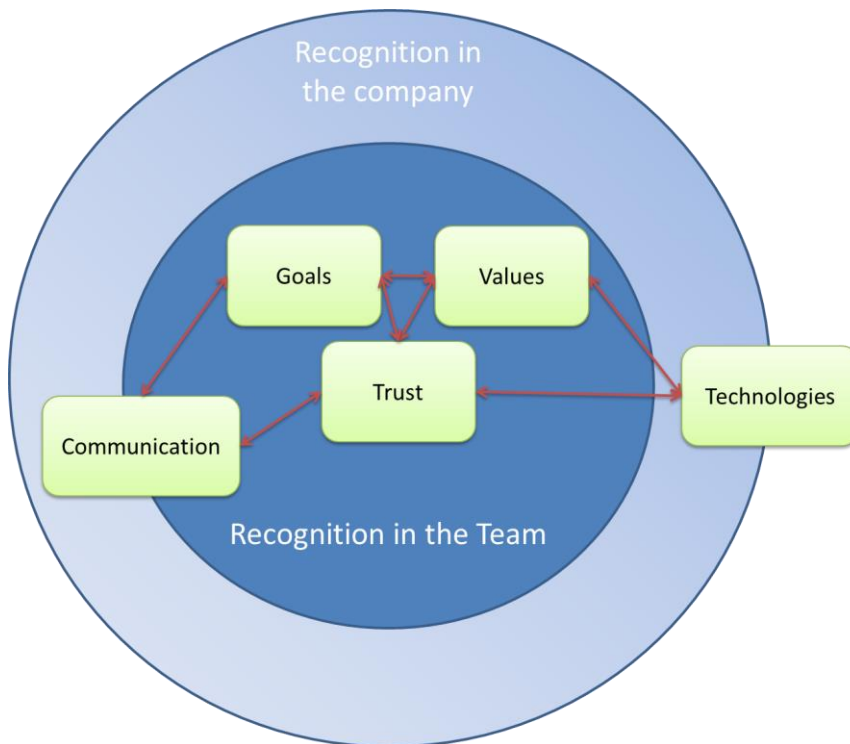 Recognition in
the company
Goals
Values
Trust
Technologies
Communication
Recognition in the Team